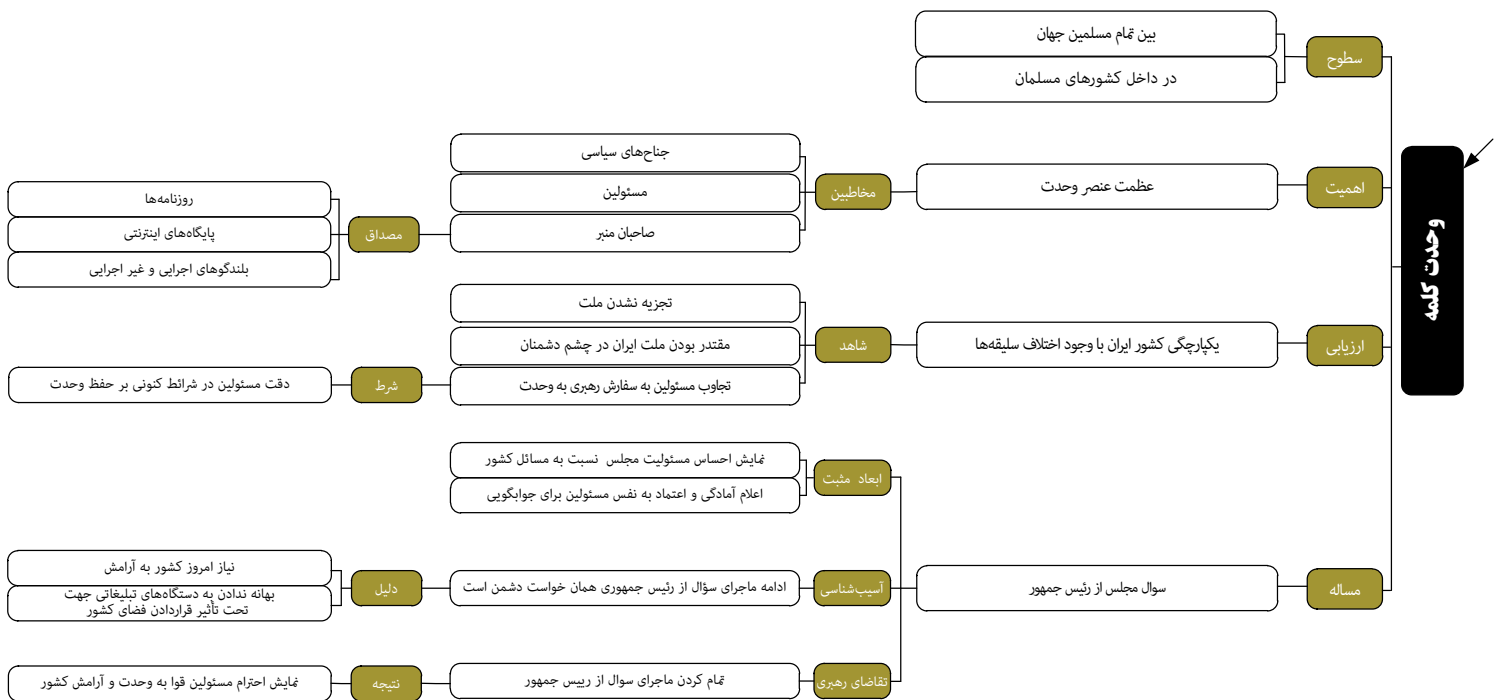 وحدت کلمه
سطوح
بین تمام مسلمین جهان
در داخل کشورهای مسلمان
اهمیت
عظمت عنصر وحدت
مخاطبین
جناح‌های سیاسی
مسئولین
صاحبان منبر
مصداق
روزنامه‌ها
پایگاه‌های اینترنتی
بلندگوهای اجرایی و غیر اجرایی
ارزیابی
یکپارچگی کشور ایران با وجود اختلاف سلیقه‌ها
شاهد
تجزیه نشدن ملت
مقتدر بودن ملت ایران در چشم دشمنان
تجاوب مسئولین به سفارش رهبری به وحدت
شرط
دقت مسئولین در شرائط کنونی بر حفظ وحدت
مساله
سوال مجلس از رئیس جمهور
ابعاد مثبت
نمایش احساس مسئولیت مجلس نسبت به مسائل کشور
اعلام آمادگی و اعتماد به نفس مسئولین برای جوابگویی
آسیب‌شناسی
ادامه ماجرای سؤال از رئیس جمهوری همان خواست دشمن است
دلیل
نیاز امروز کشور به آرامش
بهانه ندادن به دستگاه‌های تبلیغاتی جهت
تحت تأثیر قراردادن فضای کشور
تقاضای رهبری
تمام کردن ماجرای سوال از رییس جمهور
نتیجه
نمایش احترام مسئولین قوا به وحدت و آرامش کشور